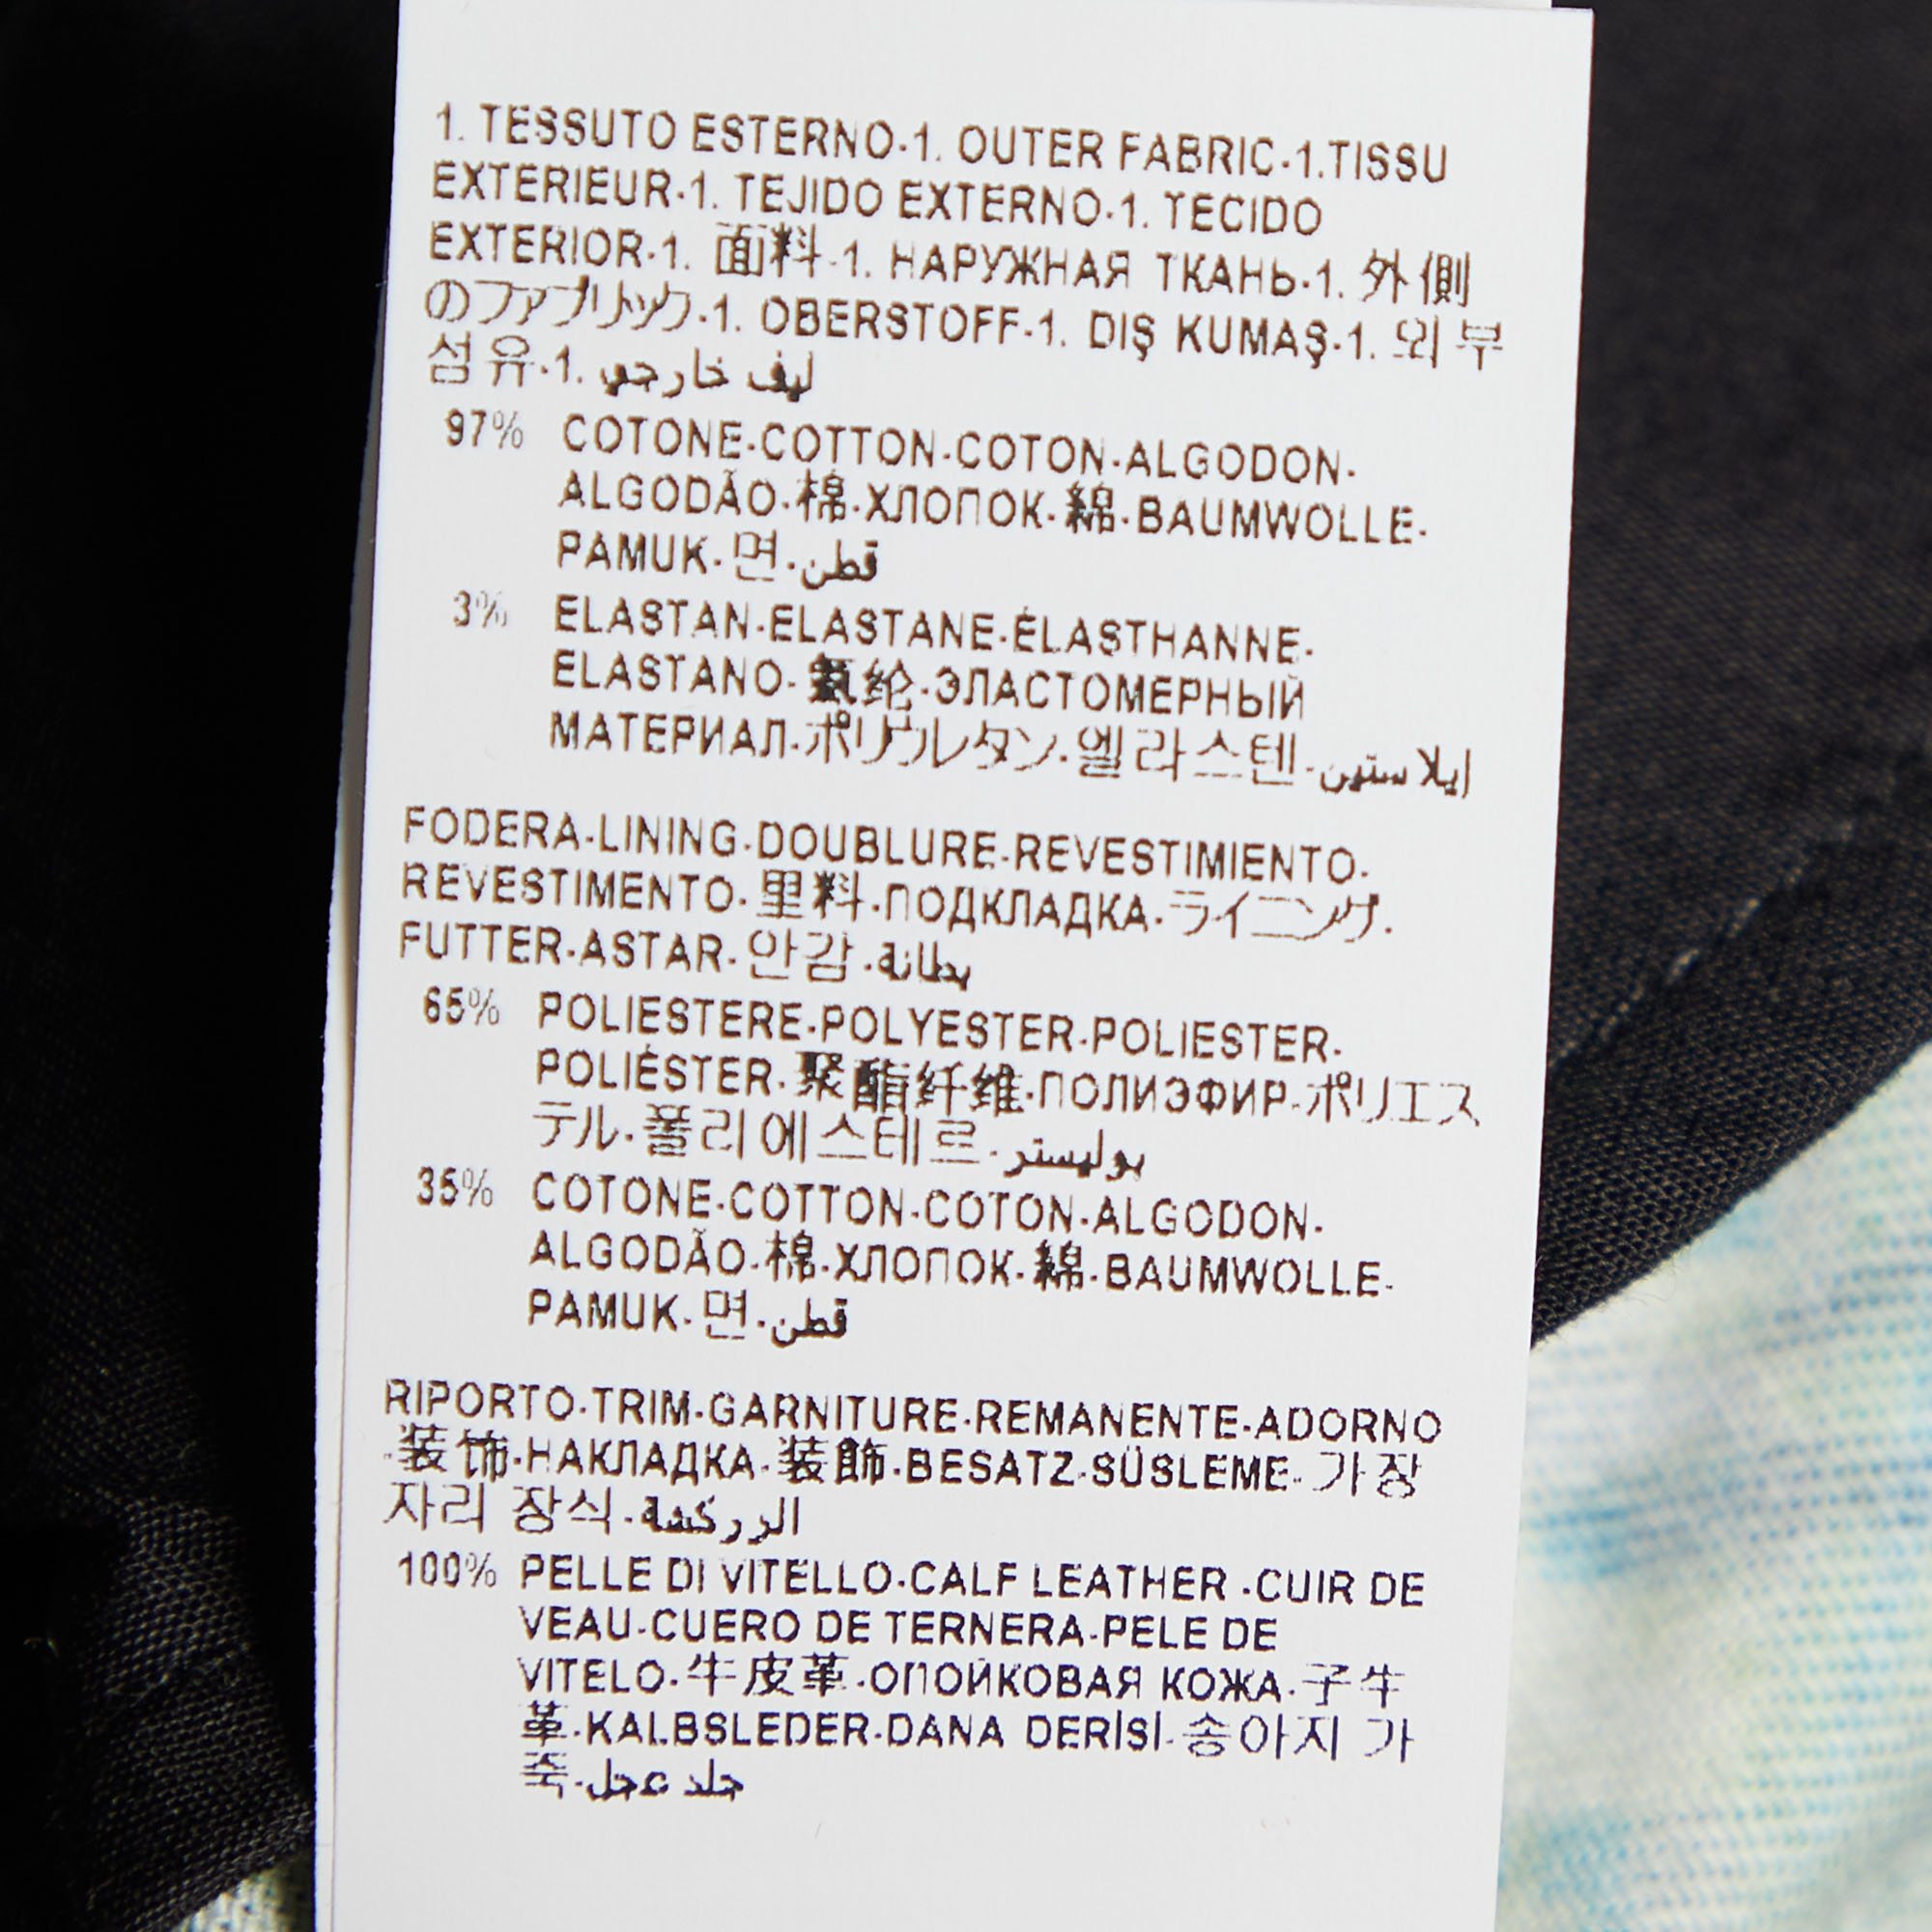 1. TESSUTO ESTERNO-1. OUTER FABRIC-1.TISSU
EXTERIEUR-1. TEJIDO EXTERNO-1. TECIDO
EXTERIOR-1. 面料-1. НАРУЖНАЯ ТКАНЬ-1. 外側
のファブリック-1. OBERSTOFF-1. DIŞ KUMAŞ-1. 외부
섬유-1. ليف خارجي
97% COTONE-COTTON-COTON-ALGODON-
ALGODÃO-棉-ХЛОПОК-綿-BAUMWOLLE-
PAMUK-면-قطن
3% ELASTAN-ELASTANE-ÉLASTHANNE-
ELASTANO-氨纶-ЭЛАСТОМЕРНЫЙ
МАТЕРИАЛ-ポリウレタン-엘라스텐-إيلاستين
FODERA-LINING-DOUBLURE-REVESTIMIENTO-
REVESTIMENTO-里料-ПОДКЛАДКА-ライニング-
FUTTER-ASTAR-안감-بطانة
65% POLIESTERE-POLYESTER-POLIESTER-
POLIÉSTER-聚酯纤维-ПОЛИЭФИР-ポリエス
テル-폴리에스테르-بوليستر
35% COTONE-COTTON-COTON-ALGODON-
ALGODÃO-棉-ХЛОПОК-綿-BAUMWOLLE-
PAMUK-면-قطن
RIPORTO-TRIM-GARNITURE-REMANENTE-ADORNO
-装饰-НАКЛАДКА-装飾-BESATZ-SÜSLEME-가장
자리 장식-الزركشة
100% PELLE DI VITELLO-CALF LEATHER -CUIR DE
VEAU-CUERO DE TERNERA-PELE DE
VITELO-牛皮革-ОПОЙКОВАЯ КОЖА-子牛
革-KALBSLEDER-DANA DERİSİ-송아지 가
죽-جلد عجل